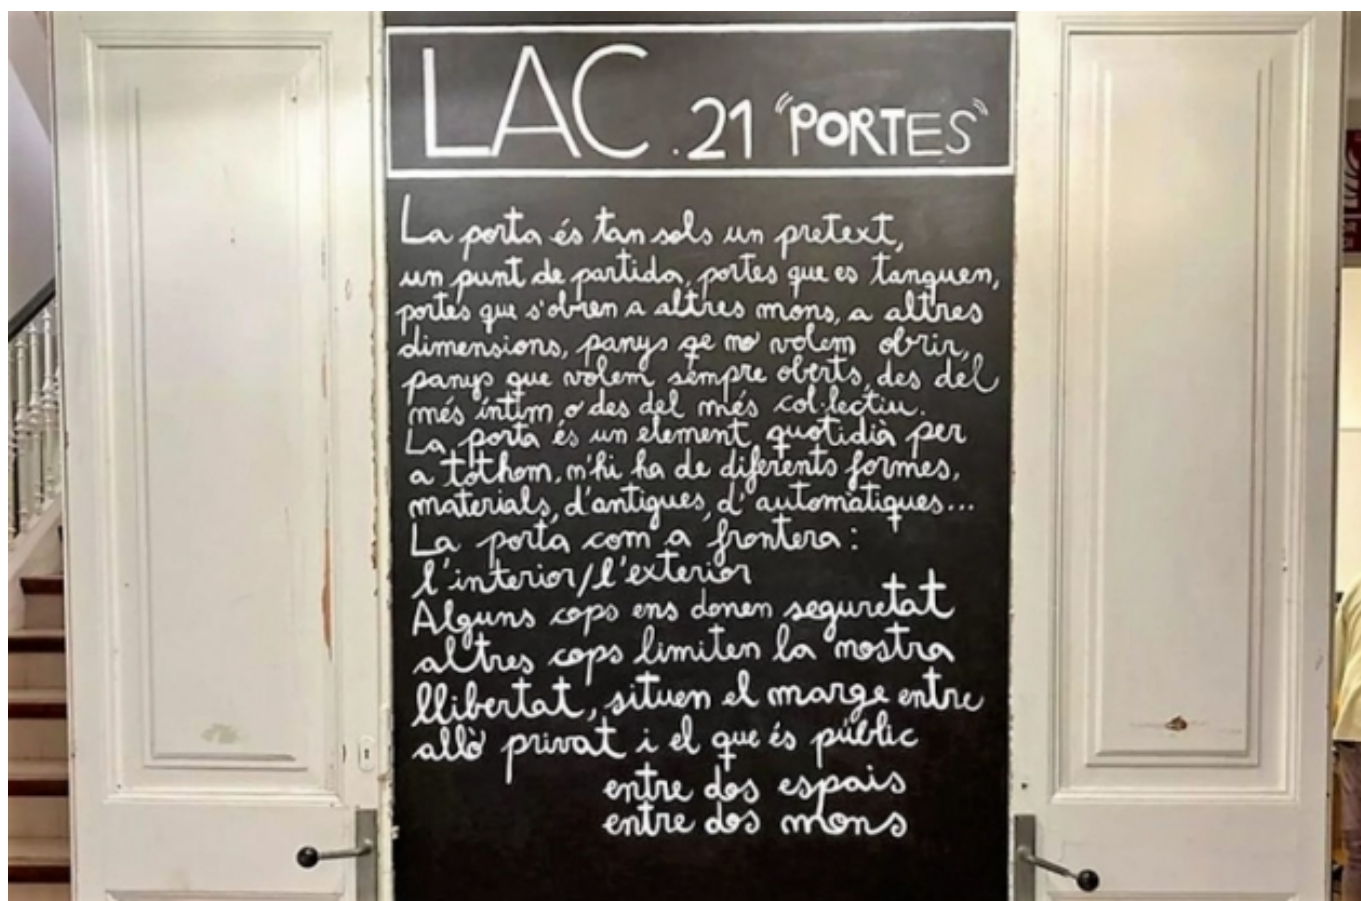 LAC .21 "PORTES"
La porta és tan sols un pretext,
un punt de partida, portes que es tanquen,
portes que s'obren a altres mons, a altres
dimensions, panys qe no volem obrir,
panys que volem sempre oberts, des del
més íntim o des del més col·lectiu.
La porta és un element quotidià per
a tothom, n'hi ha de diferents formes,
materials, d'antigues, d'automàtiques...
La porta com a frontera:
l'interior/l'exterior
Alguns cops ens donen seguretat
altres cops limiten la nostra
llibertat, situen el marge entre
allò privat i el que és públic
entre dos espais
entre dos mons